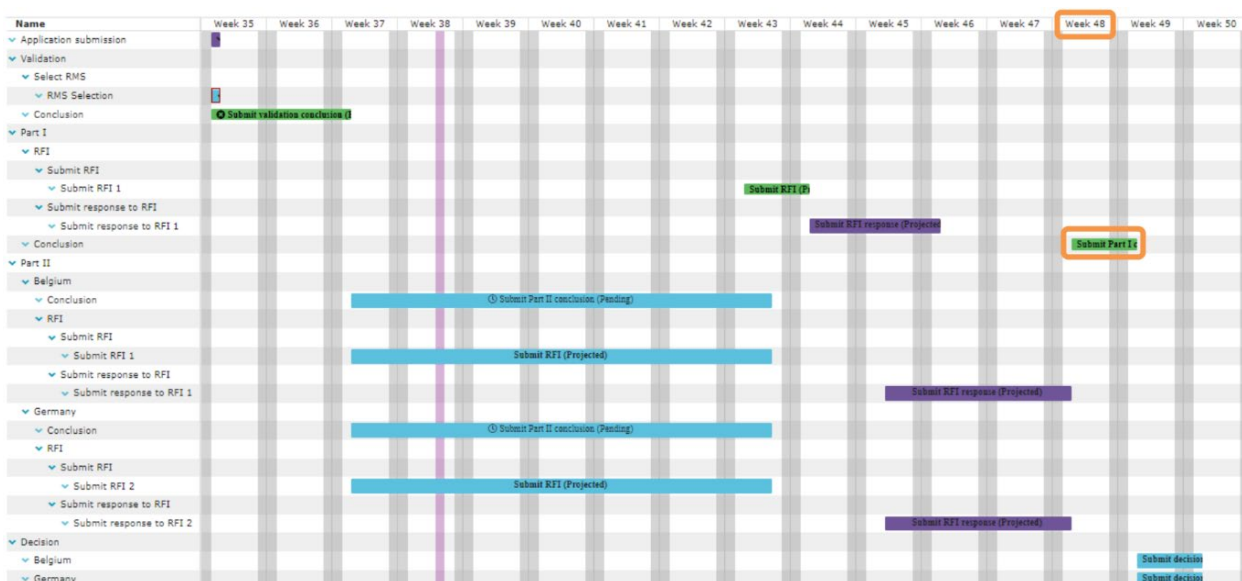 Name Week 35 Week 36 Week 37 Week 38 Week 39 Week 40 Week 41 Week 42 Week 43 Week 44 Week 45 Week 46 Week 47 Week 48 Week 49 Week 50
Application submission
Validation
Select RMS
RMS Selection
Conclusion Submit validation conclusion (
Part I
RFI
Submit RFI
Submit RFI 1 Submit RFI (P
Submit response to RFI
Submit response to RFI 1 Submit RFI response (Projected
Conclusion Submit Part I c
Part II
Belgium
Conclusion Submit Part II conclusion (Pending)
RFI
Submit RFI
Submit RFI 1 Submit RFI (Projected)
Submit response to RFI
Submit response to RFI 1 Submit RFI response (Projected)
Germany
Conclusion Submit Part II conclusion (Pending)
RFI
Submit RFI
Submit RFI 2 Submit RFI (Projected)
Submit response to RFI
Submit response to RFI 2 Submit RFI response (Projected)
Decision
Belgium Submit decision
Germany Submit decision